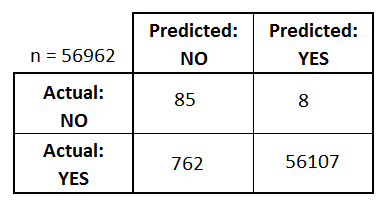 Predicted: Predicted:
n = 56962 NO YES
Actual:
NO
85 8
Actual:
YES
762 56107